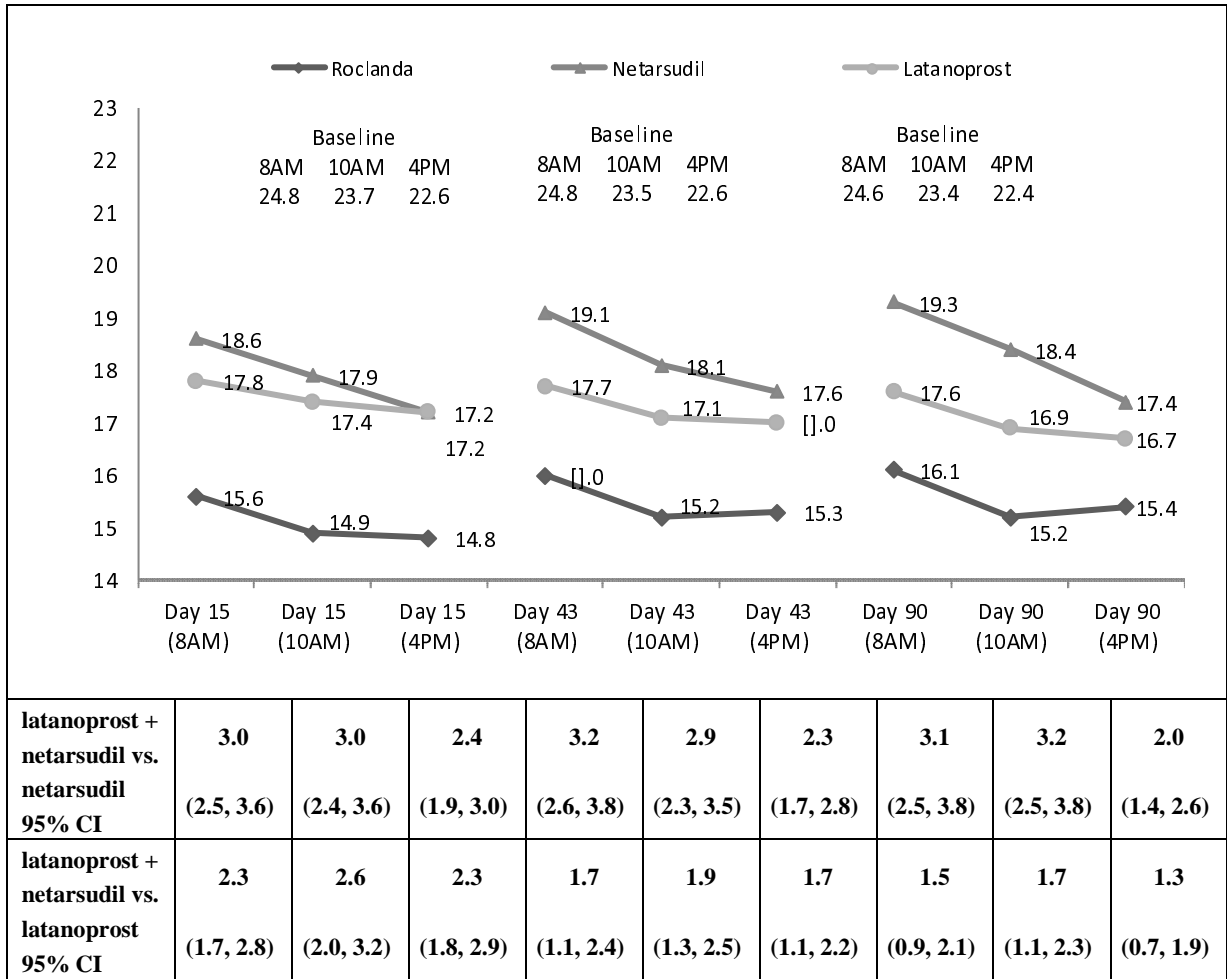 Roclanda Netarsudil Latanoprost
23
22
21
20
19
18
17
16
15
14
Baseline
8AM 10AM 4PM
24.8 23.7 22.6
Baseline
8AM 10AM 4PM
24.8 23.5 22.6
Baseline
8AM 10AM 4PM
24.6 23.4 22.4
18.6 17.9 17.2
17.8 17.4 17.2
15.6 14.9 14.8
19.1 18.1 17.6
17.7 17.1 [].0
[].0 15.2 15.3
19.3 18.4 17.4
17.6 16.9 16.7
16.1 15.2 15.4
Day 15 Day 15 Day 15 Day 43 Day 43 Day 43 Day 90 Day 90 Day 90
(8AM) (10AM) (4PM) (8AM) (10AM) (4PM) (8AM) (10AM) (4PM)
latanoprost +
netarsudil vs.
netarsudil
95% CI
3.0 3.0 2.4 3.2 2.9 2.3 3.1 3.2 2.0
(2.5, 3.6) (2.4, 3.6) (1.9, 3.0) (2.6, 3.8) (2.3, 3.5) (1.7, 2.8) (2.5, 3.8) (2.5, 3.8) (1.4, 2.6)
latanoprost +
netarsudil vs.
latanoprost
95% CI
2.3 2.6 2.3 1.7 1.9 1.7 1.5 1.7 1.3
(1.7, 2.8) (2.0, 3.2) (1.8, 2.9) (1.1, 2.4) (1.3, 2.5) (1.1, 2.2) (0.9, 2.1) (1.1, 2.3) (0.7, 1.9)